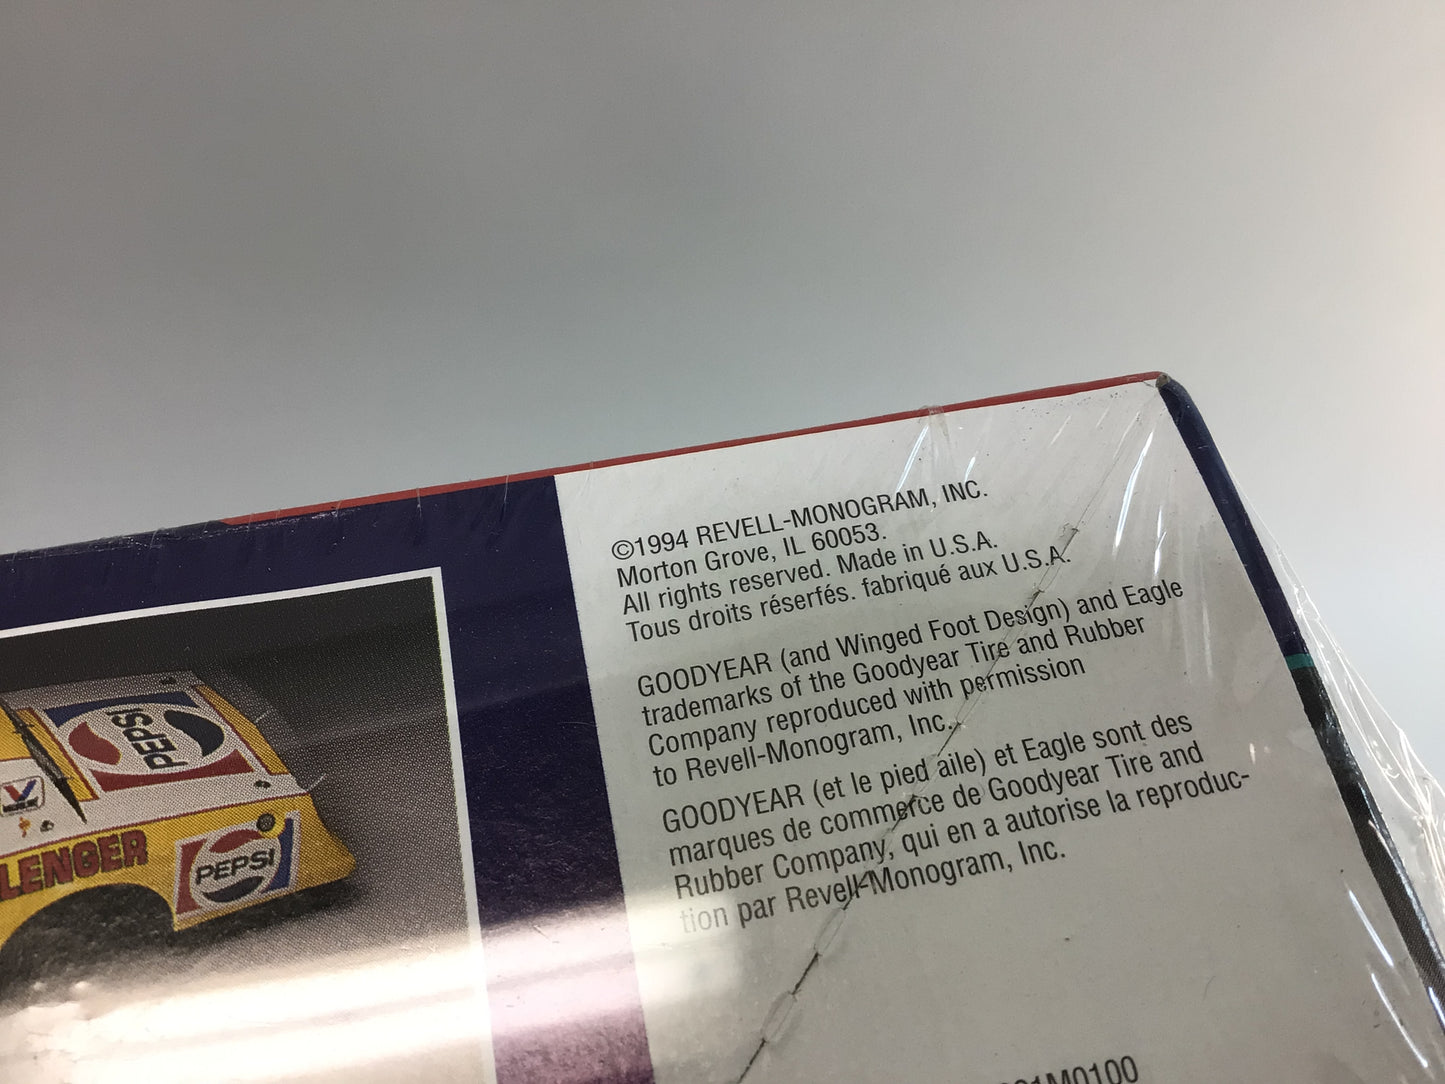 ©1994 REVELL-MONOGRAM, INC.
Morton Grove, IL 60053.
All rights reserved. Made in U.S.A.
Tous droits réserfés. fabriqué aux U.S.A.
GOODYEAR (and Winged Foot Design) and Eagle
trademarks of the Goodyear Tire and Rubber
Company reproduced with permission
to Revell-Monogram, Inc.
GOODYEAR (et le pied aile) et Eagle sont des
marques de commerce de Goodyear Tire and
Rubber Company, qui en a autorise la reproduc-
tion par Revell-Monogram, Inc.
PEPSI
LENGER
PEPSI